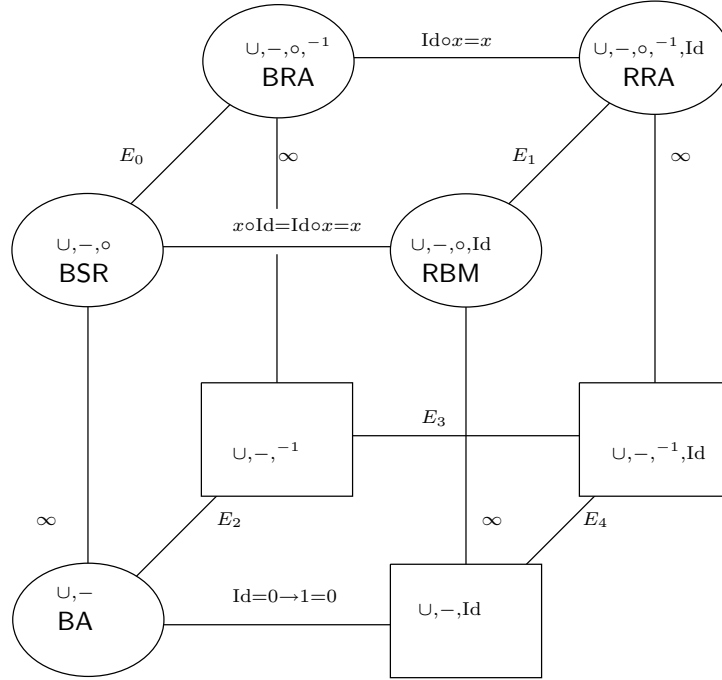 ∪,−,∘,⁻¹
BRA
Id∘x=x
∪,−,∘,⁻¹,Id
RRA
E₀
∞
E₁
∞
∪,−,∘
BSR
x∘Id=Id∘x=x
∪,−,∘,Id
RBM
∪,−,⁻¹
E₃
∪,−,⁻¹,Id
∞
E₂
∞
E₄
∪,−
BA
Id=0→1=0
∪,−,Id